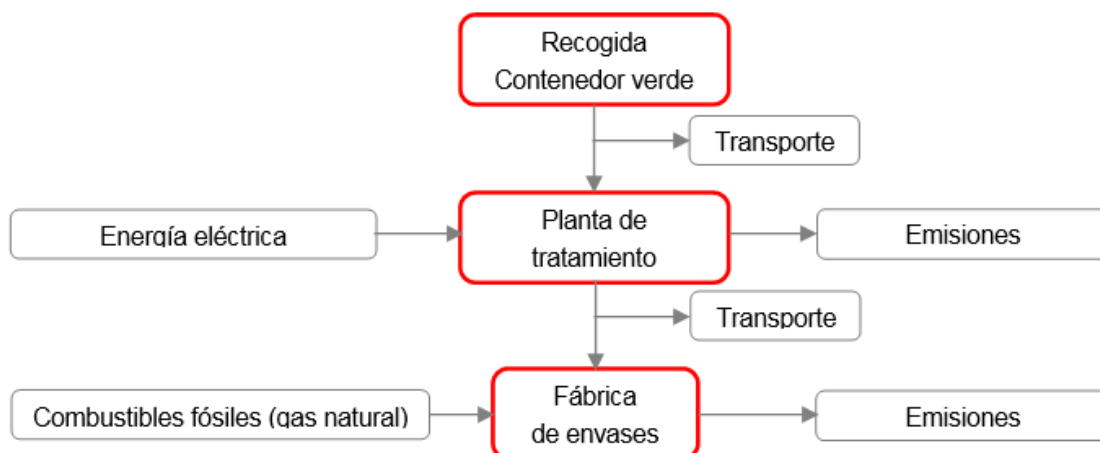 Recogida
Contenedor verde
Transporte
Energía eléctrica
Planta de
tratamiento
Emisiones
Transporte
Combustibles fósiles (gas natural)
Fábrica
de envases
Emisiones